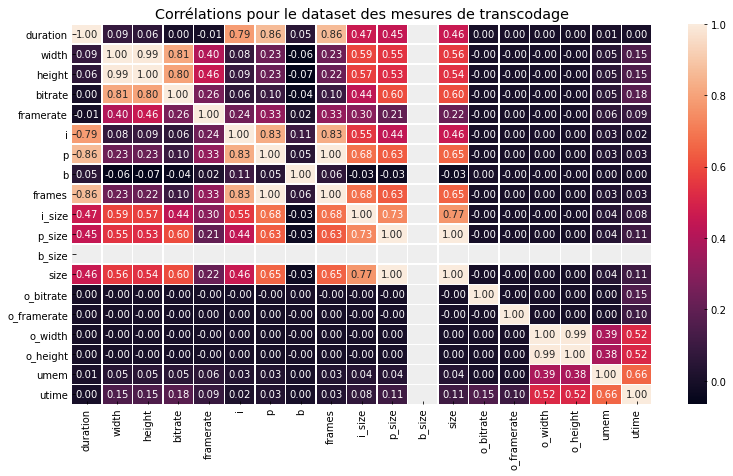 Corrélations pour le dataset des mesures de transcodage
duration 1.00 0.09 0.06 0.00 -0.01 0.79 0.86 0.05 0.86 0.47 0.45 0.46 0.00 0.00 0.00 0.00 0.01 0.00
width 0.09 1.00 0.99 0.81 0.40 0.08 0.23 -0.06 0.23 0.59 0.55 0.56 -0.00 -0.00 -0.00 -0.00 0.05 0.15
height 0.06 0.99 1.00 0.80 0.46 0.09 0.23 -0.07 0.22 0.57 0.53 0.54 -0.00 -0.00 -0.00 -0.00 0.05 0.15
bitrate 0.00 0.81 0.80 1.00 0.26 0.06 0.10 -0.04 0.10 0.44 0.60 0.60 -0.00 -0.00 -0.00 -0.00 0.05 0.18
framerate -0.01 0.40 0.46 0.26 1.00 0.24 0.33 0.02 0.33 0.30 0.21 0.22 -0.00 -0.00 -0.00 -0.00 0.06 0.09
i 0.79 0.08 0.09 0.06 0.24 1.00 0.83 0.11 0.83 0.55 0.44 0.46 -0.00 -0.00 0.00 0.00 0.03 0.02
p 0.86 0.23 0.23 0.10 0.33 0.83 1.00 0.05 1.00 0.68 0.63 0.65 -0.00 -0.00 0.00 0.00 0.03 0.03
b 0.05 -0.06 -0.07 -0.04 0.02 0.11 0.05 1.00 0.06 -0.03 -0.03 -0.03 -0.00 0.00 0.00 0.00 0.00 0.00
frames 0.86 0.23 0.22 0.10 0.33 0.83 1.00 0.06 1.00 0.68 0.63 0.65 -0.00 -0.00 0.00 0.00 0.03 0.03
i_size 0.47 0.59 0.57 0.44 0.30 0.55 0.68 -0.03 0.68 1.00 0.73 0.77 -0.00 -0.00 -0.00 -0.00 0.04 0.08
p_size 0.45 0.55 0.53 0.60 0.21 0.44 0.63 -0.03 0.63 0.73 1.00 1.00 -0.00 -0.00 0.00 0.00 0.04 0.11
b_size
size 0.46 0.56 0.54 0.60 0.22 0.46 0.65 -0.03 0.65 0.77 1.00 1.00 -0.00 -0.00 0.00 0.00 0.04 0.11
o_bitrate 0.00 -0.00 -0.00 -0.00 -0.00 -0.00 -0.00 -0.00 -0.00 -0.00 -0.00 -0.00 1.00 -0.00 0.00 0.00 0.00 0.15
o_framerate 0.00 -0.00 -0.00 -0.00 -0.00 -0.00 -0.00 0.00 -0.00 -0.00 -0.00 -0.00 -0.00 1.00 0.00 0.00 0.00 0.10
o_width 0.00 -0.00 -0.00 -0.00 -0.00 0.00 0.00 0.00 0.00 -0.00 0.00 0.00 0.00 0.00 1.00 0.99 0.39 0.52
o_height 0.00 -0.00 -0.00 -0.00 -0.00 0.00 0.00 0.00 0.00 -0.00 0.00 0.00 0.00 0.00 0.99 1.00 0.38 0.52
umem 0.01 0.05 0.05 0.05 0.06 0.03 0.03 0.00 0.03 0.04 0.04 0.04 0.00 0.00 0.39 0.38 1.00 0.66
utime 0.00 0.15 0.15 0.18 0.09 0.02 0.03 0.00 0.03 0.08 0.11 0.11 0.15 0.10 0.52 0.52 0.66 1.00
duration width height bitrate framerate i p b frames i_size p_size b_size size o_bitrate o_framerate o_width o_height umem utime
1.0
0.8
0.6
0.4
0.2
0.0